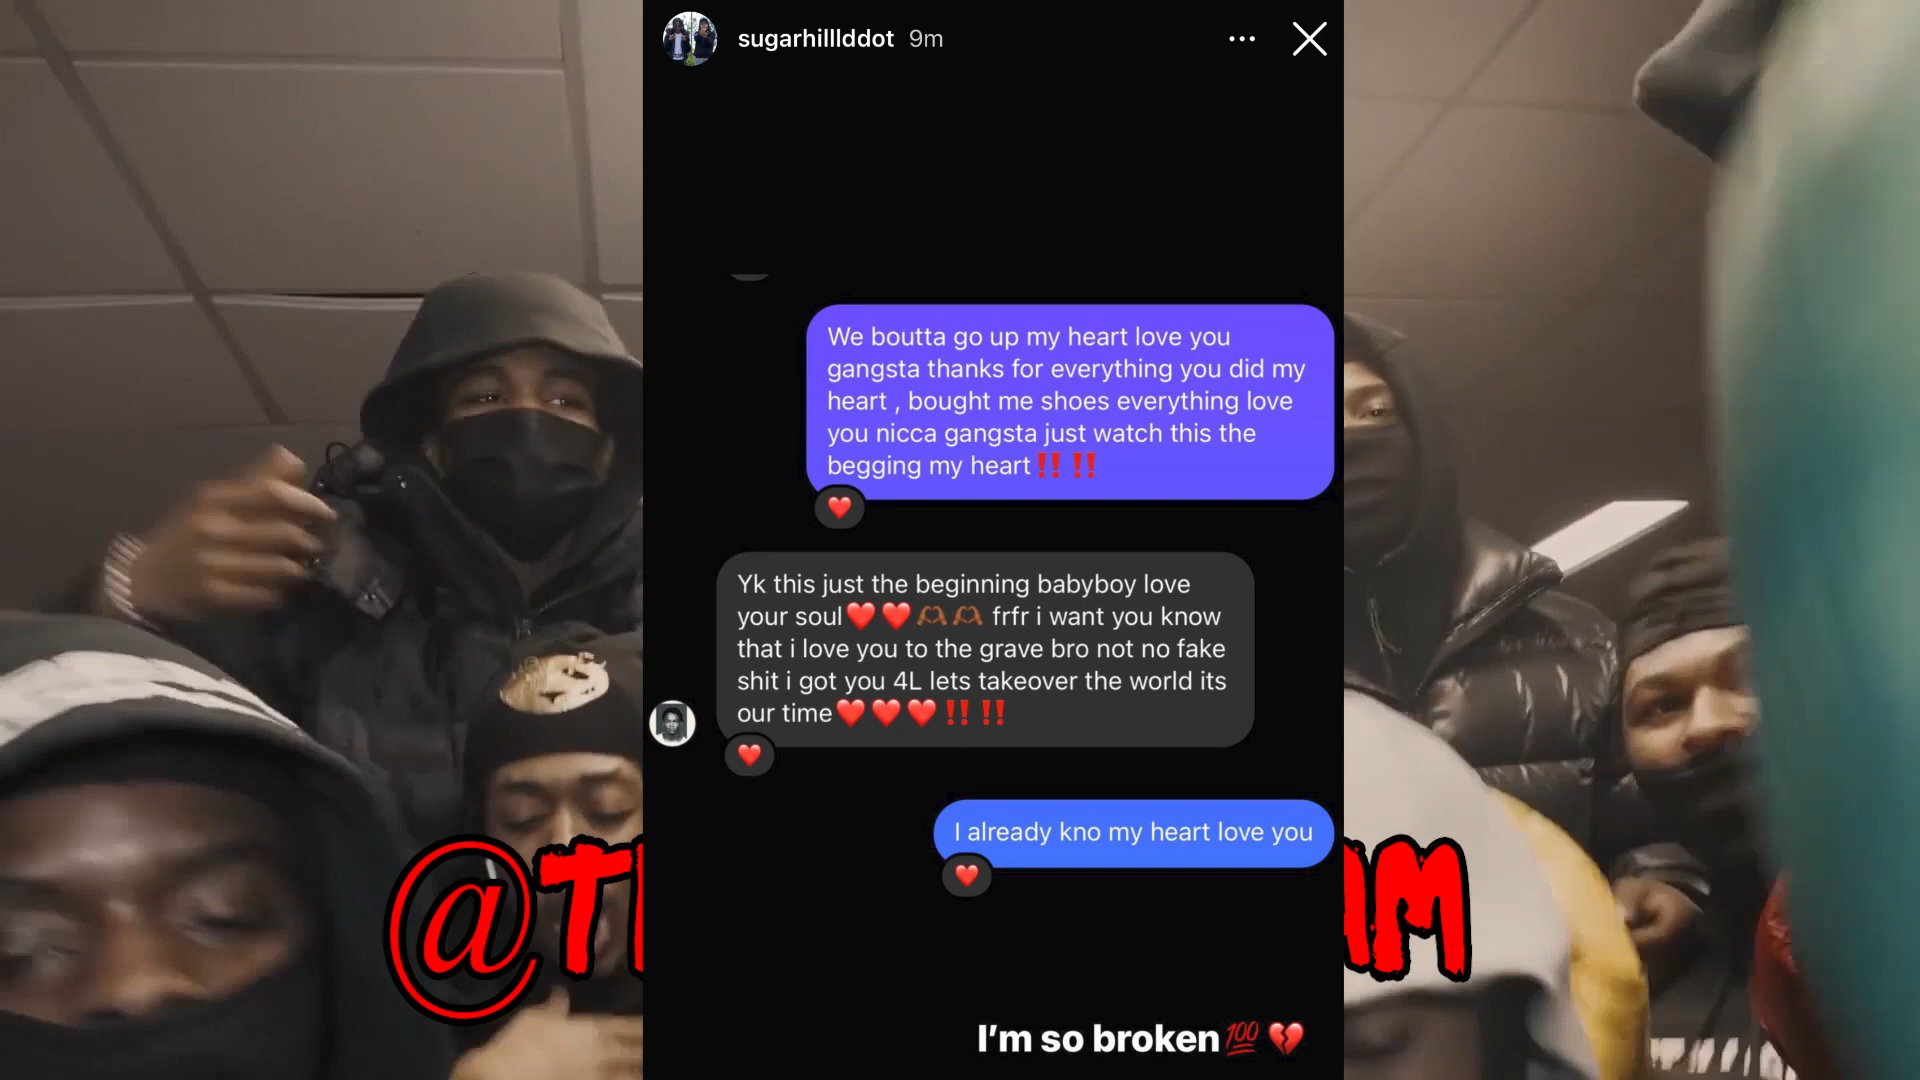 sugarhilllddot 9m
We boutta go up my heart love you
gangsta thanks for everything you did my
heart , bought me shoes everything love
you nicca gangsta just watch this the
begging my heart‼️ ‼️
❤️
Yk this just the beginning babyboy love
your soul❤️❤️🫶🏾🫶🏾 frfr i want you know
that i love you to the grave bro not no fake
shit i got you 4L lets takeover the world its
our time❤️❤️❤️‼️ ‼️
❤️
I already kno my heart love you
❤️
I’m so broken💯💔